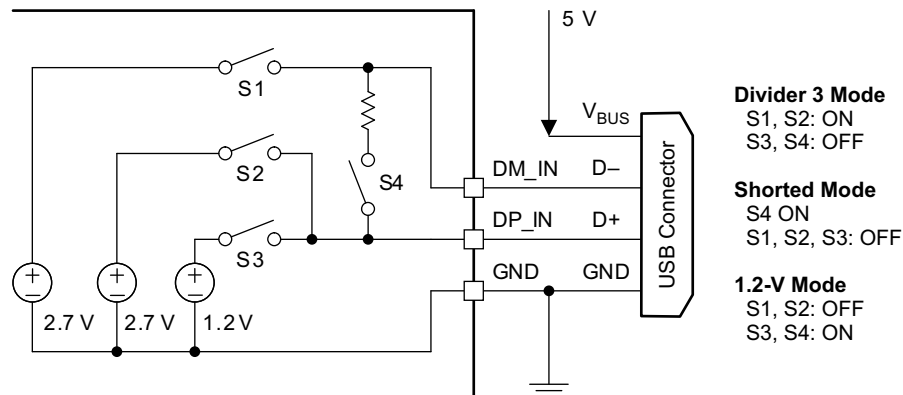 5 V
S1
V_BUS
S2
DM_IN
D–
S4
DP_IN
D+
S3
GND
GND
2.7 V
2.7 V
1.2 V
USB Connector
Divider 3 Mode
S1, S2: ON
S3, S4: OFF
Shorted Mode
S4 ON
S1, S2, S3: OFF
1.2-V Mode
S1, S2: OFF
S3, S4: ON